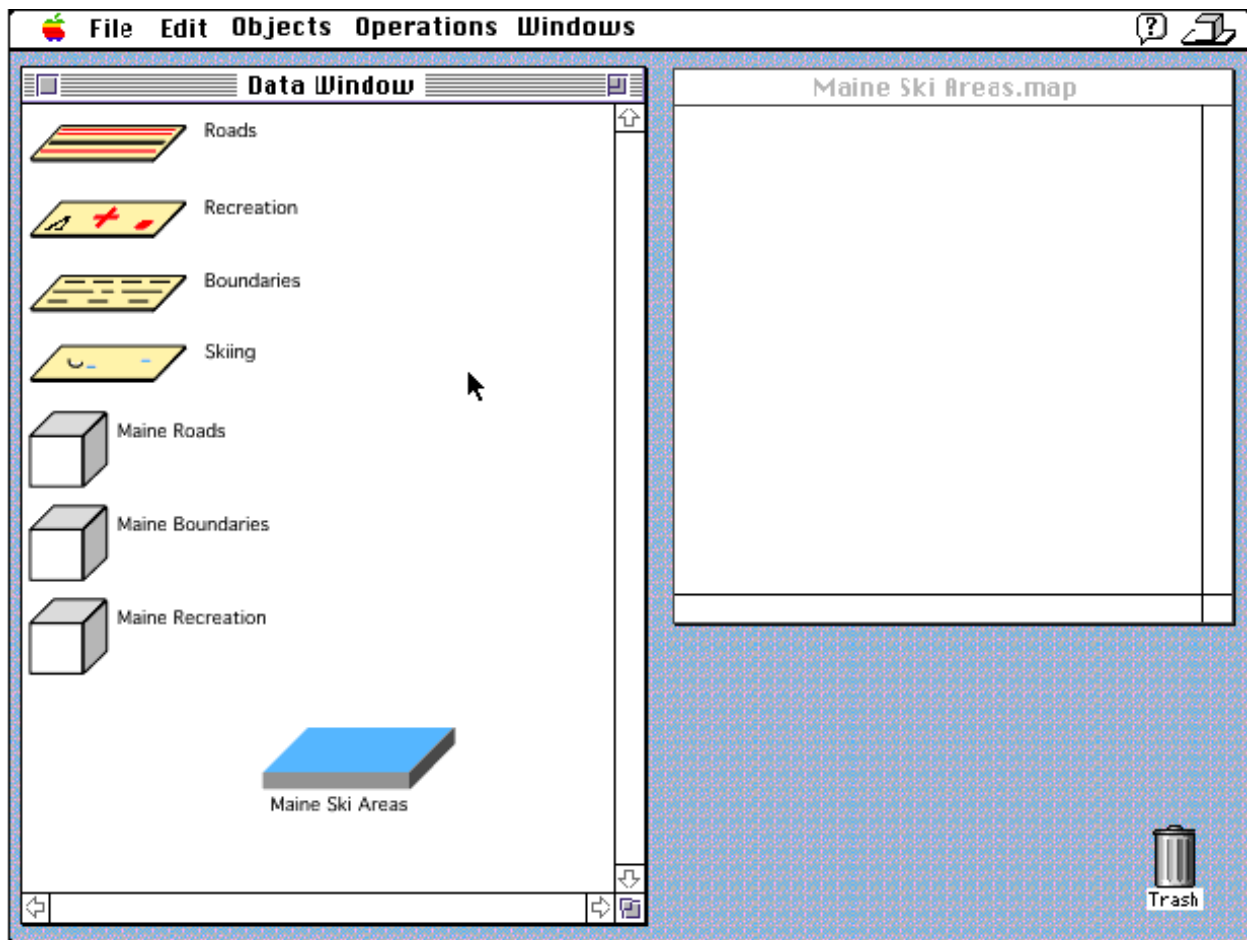 File Edit Objects Operations Windows
Data Window
Roads
Recreation
Boundaries
Skiing
Maine Roads
Maine Boundaries
Maine Recreation
Maine Ski Areas
Maine Ski Areas.map
Trash